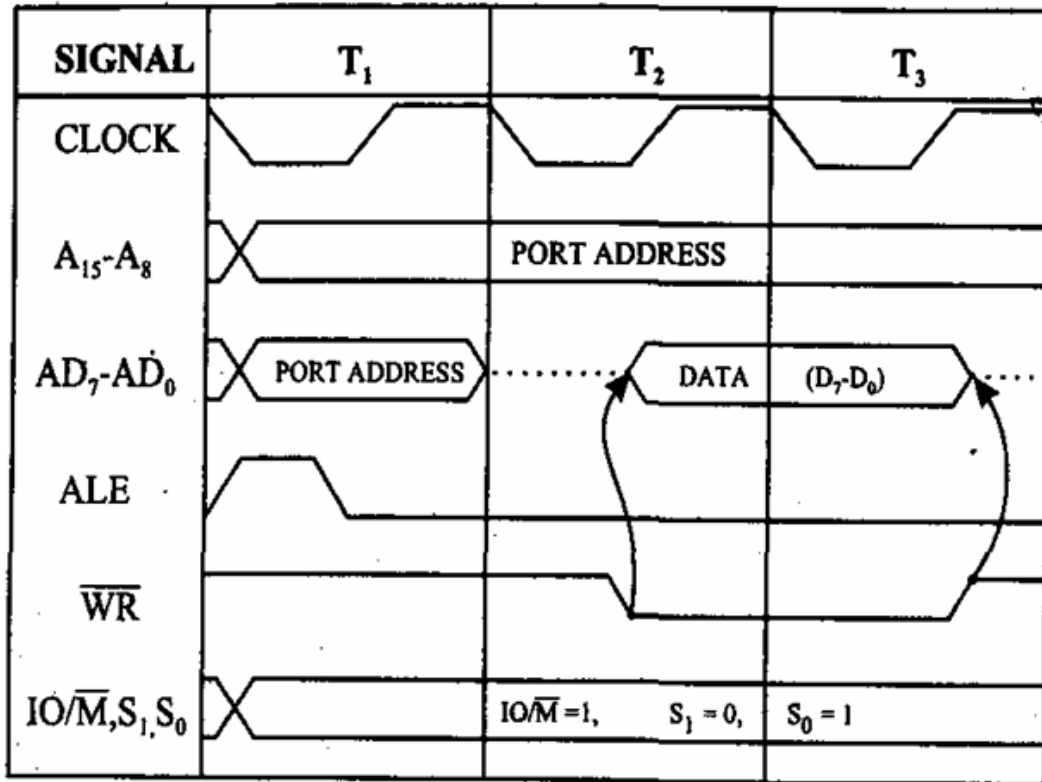 SIGNAL T₁ T₂ T₃
CLOCK
A₁₅-A₈ PORT ADDRESS
AD₇-AD₀ PORT ADDRESS DATA (D₇-D₀)
ALE
W̅R̅
IO/M̅,S₁,S₀ IO/M̅ =1, S₁ = 0, S₀ = 1